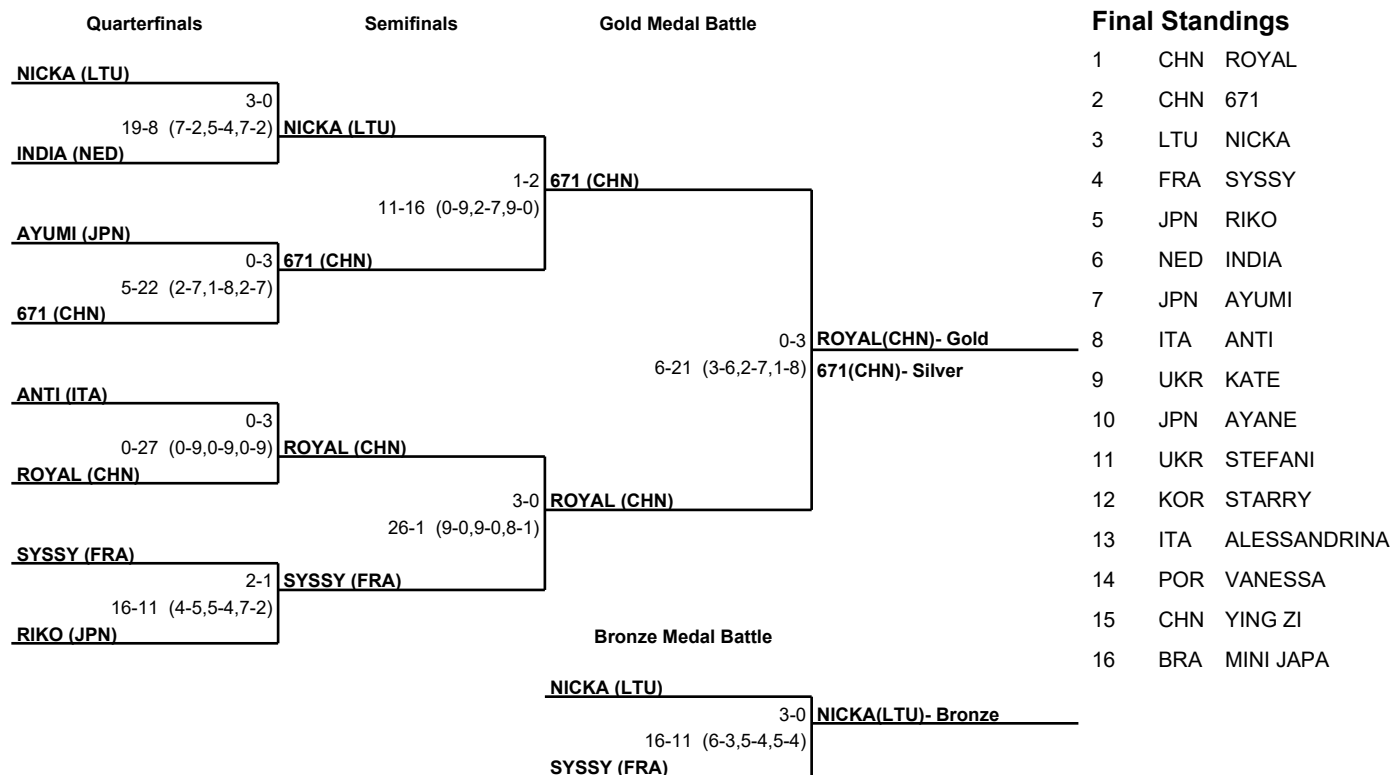 Quarterfinals Semifinals Gold Medal Battle
NICKA (LTU)
3-0
19-8 (7-2,5-4,7-2)
INDIA (NED)
NICKA (LTU)
AYUMI (JPN)
0-3
5-22 (2-7,1-8,2-7)
671 (CHN)
671 (CHN)
1-2
11-16 (0-9,2-7,9-0)
671 (CHN)
ANTI (ITA)
0-3
0-27 (0-9,0-9,0-9)
ROYAL (CHN)
ROYAL (CHN)
SYSSY (FRA)
2-1
16-11 (4-5,5-4,7-2)
RIKO (JPN)
SYSSY (FRA)
3-0
26-1 (9-0,9-0,8-1)
ROYAL (CHN)
0-3
6-21 (3-6,2-7,1-8)
ROYAL(CHN)- Gold
671(CHN)- Silver
Bronze Medal Battle
NICKA (LTU)
3-0
16-11 (6-3,5-4,5-4)
SYSSY (FRA)
NICKA(LTU)- Bronze
Final Standings
1 CHN ROYAL
2 CHN 671
3 LTU NICKA
4 FRA SYSSY
5 JPN RIKO
6 NED INDIA
7 JPN AYUMI
8 ITA ANTI
9 UKR KATE
10 JPN AYANE
11 UKR STEFANI
12 KOR STARRY
13 ITA ALESSANDRINA
14 POR VANESSA
15 CHN YING ZI
16 BRA MINI JAPA